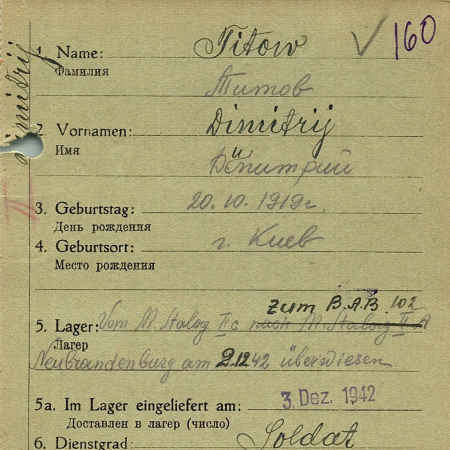 Dimitrij
160
1. Name: Titow
Фамилия
Титов
2. Vornamen: Dimitrij
Имя
Дмитрий
3. Geburtstag: 20.10.1919г.
День рождения
4. Geburtsort: г. Киев
Место рождения
zum B.A.B. 102
5. Lager: Vom M. Stalag II c nach M. Stalag II A
Лагерь
Neubrandenburg am 2.12.42 überwiesen
5a. Im Lager eingeliefert am: 3. Dez. 1942
Доставлен в лагерь (число)
6. Dienstgrad: Soldat